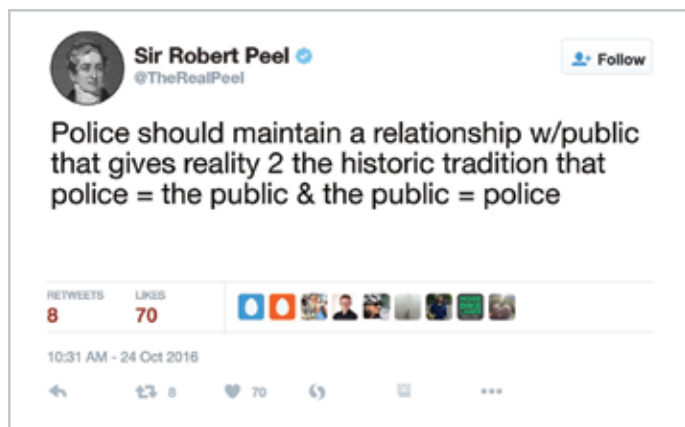 Sir Robert Peel
Follow
@TheRealPeel
Police should maintain a relationship w/public
that gives reality 2 the historic tradition that
police = the public & the public = police
RETWEETS LIKES
8 70
10:31 AM - 24 Oct 2016
8 70